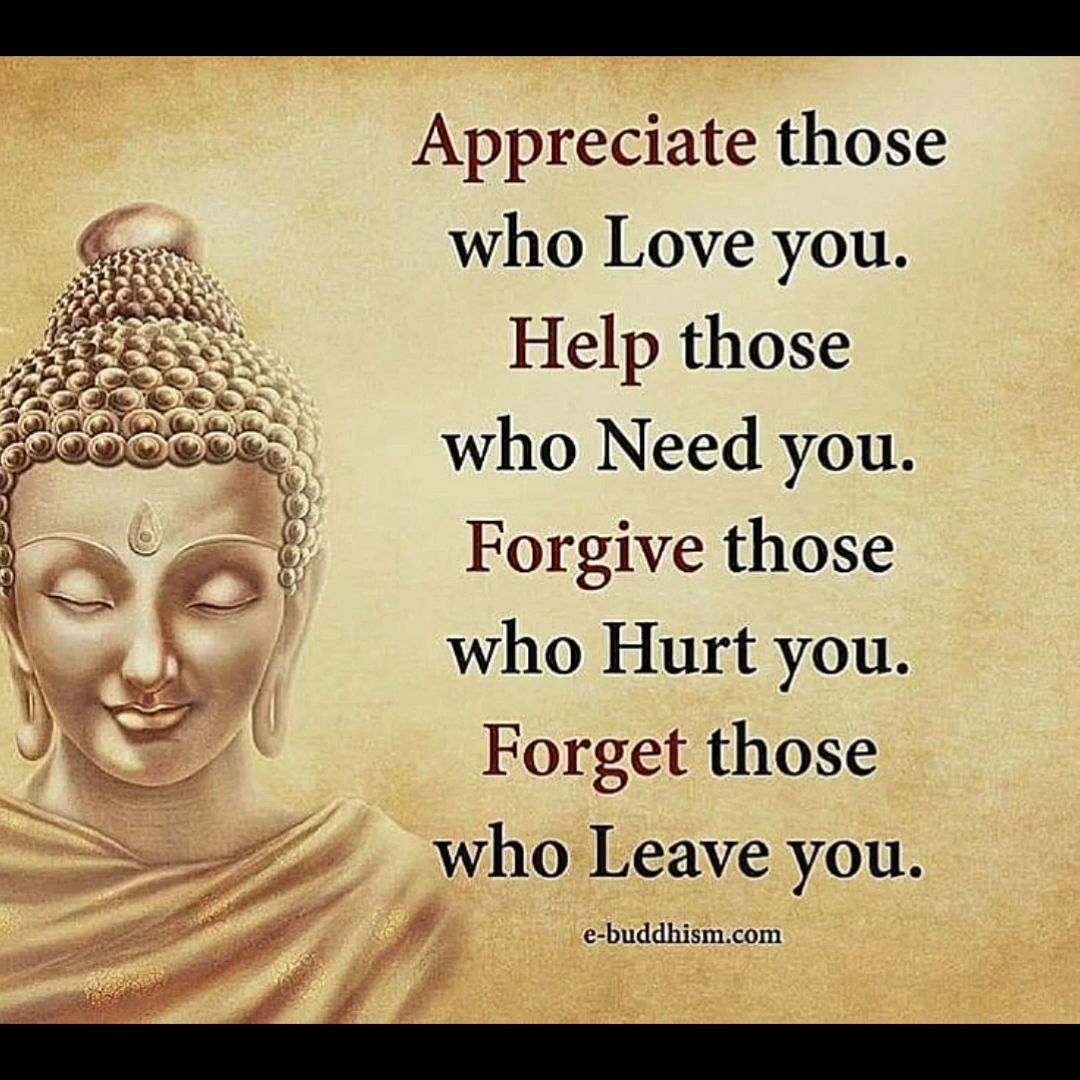 Appreciate those
who Love you.
Help those
who Need you.
Forgive those
who Hurt you.
Forget those
who Leave you.
e-buddhism.com